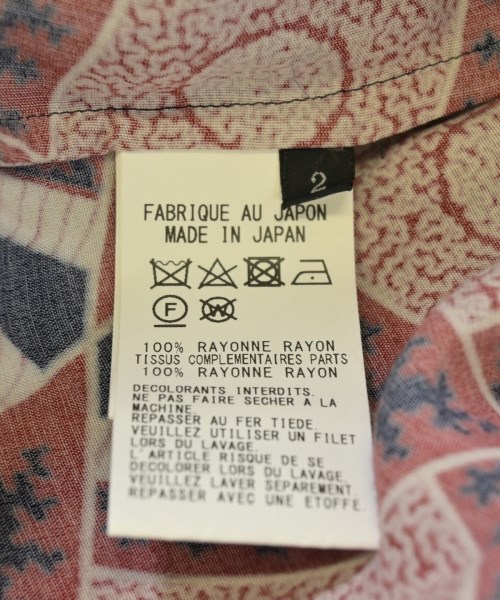 2
FABRIQUE AU JAPON
MADE IN JAPAN
F
W
100% RAYONNE RAYON
TISSUS COMPLEMENTAIRES PARTS
100% RAYONNE RAYON
DECOLORANTS INTERDITS.
NE PAS FAIRE SECHER A LA
MACHINE.
REPASSER AU FER TIEDE.
VEUILLEZ UTILISER UN FILET
LORS DU LAVAGE.
L'ARTICLE RISQUE DE SE
DECOLORER LORS DU LAVAGE.
VEUILLEZ LAVER SEPAREMENT.
REPASSER AVEC UNE ETOFFE.